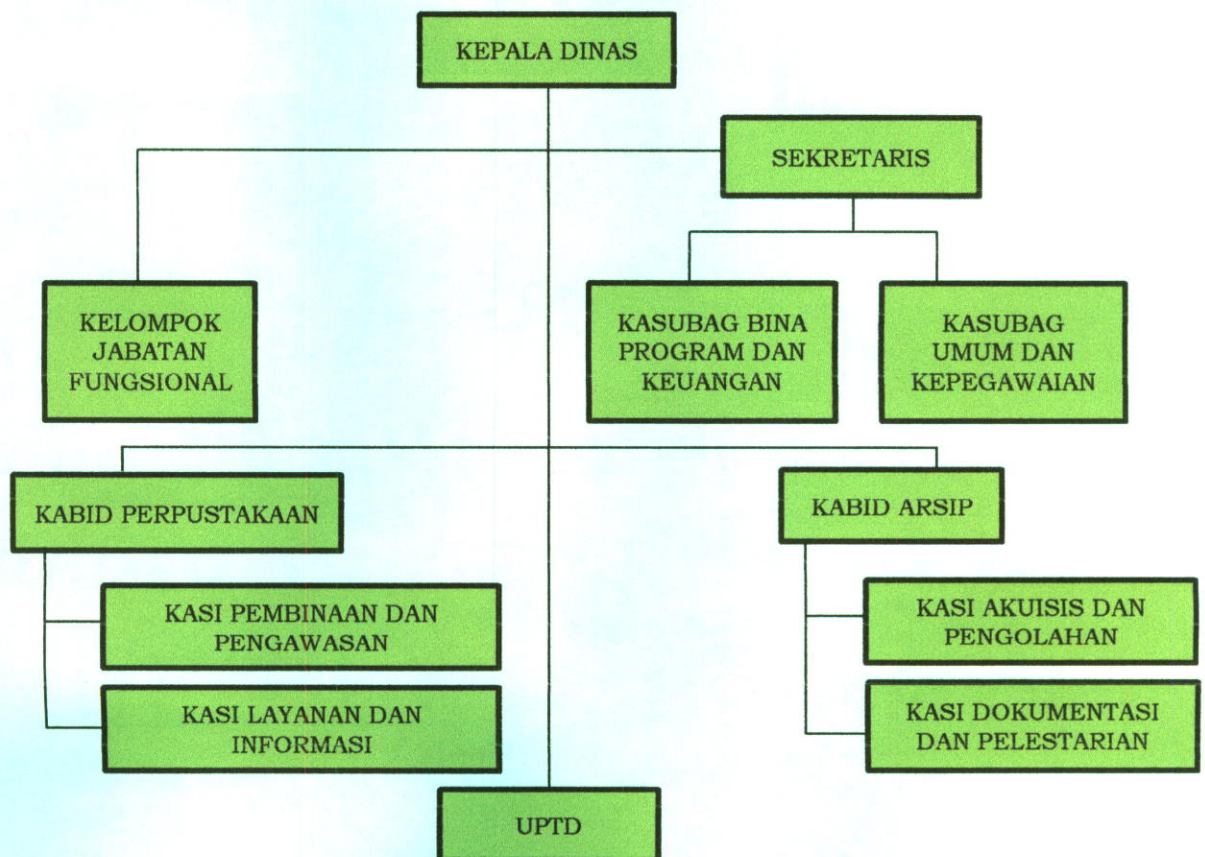 KEPALA DINAS
SEKRETARIS
KELOMPOK
JABATAN
FUNGSIONAL
KASUBAG BINA
PROGRAM DAN
KEUANGAN
KASUBAG
UMUM DAN
KEPEGAWAIAN
KABID PERPUSTAKAAN
KABID ARSIP
KASI PEMBINAAN DAN
PENGAWASAN
KASI LAYANAN DAN
INFORMASI
KASI AKUISIS DAN
PENGOLAHAN
KASI DOKUMENTASI
DAN PELESTARIAN
UPTD